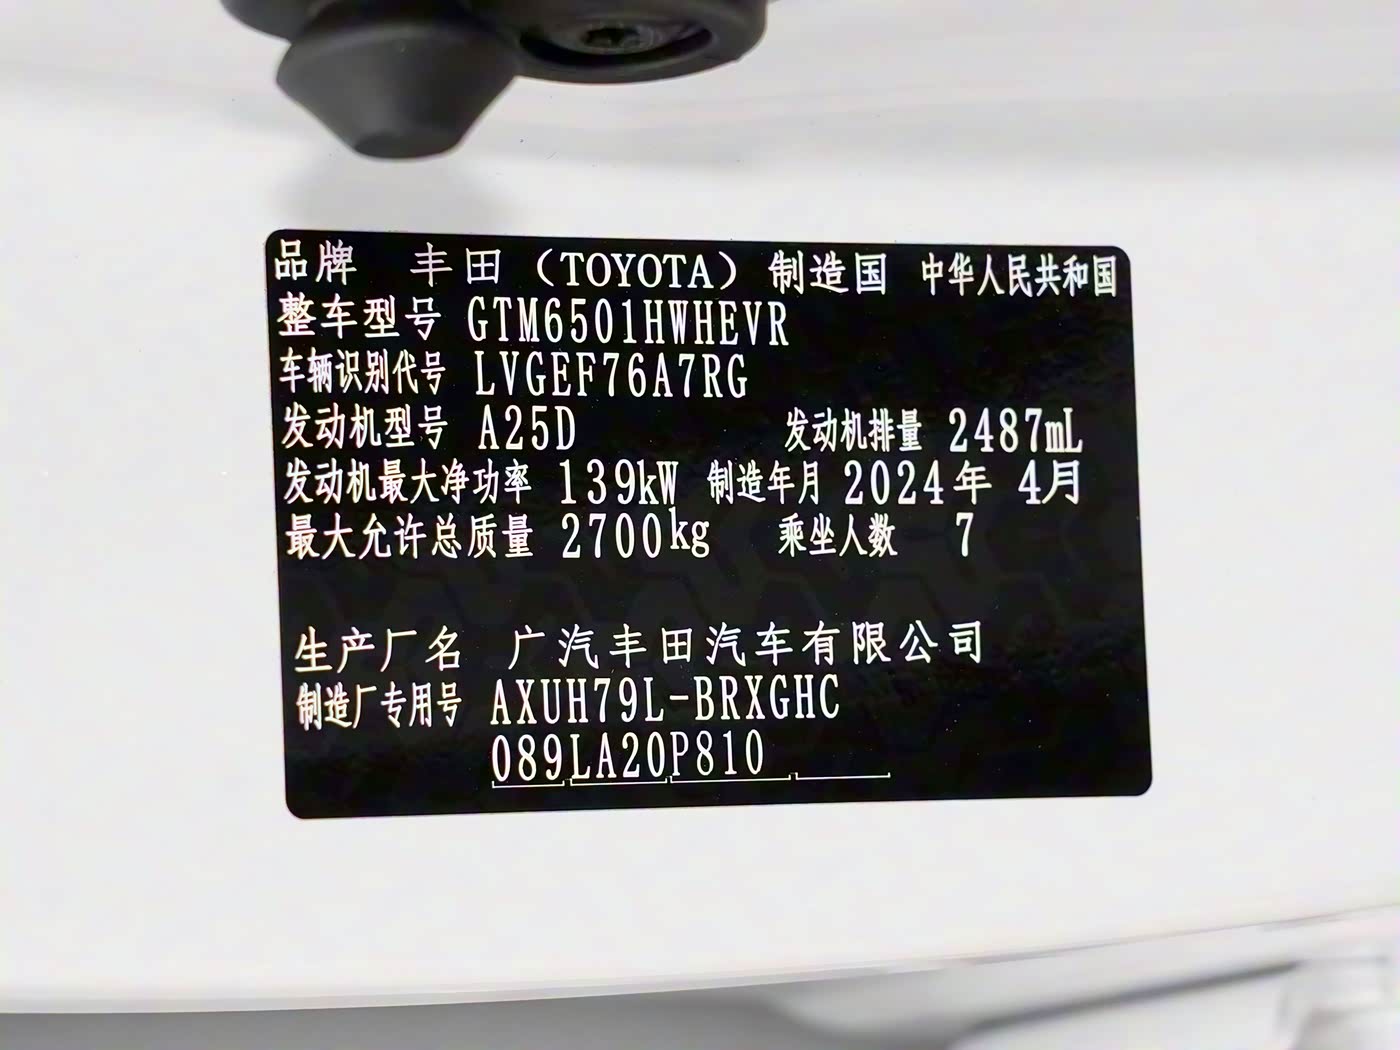 品牌 丰田（TOYOTA） 制造国 中华人民共和国
整车型号 GTM6501HWHEVR
车辆识别代号 LVGEF76A7RG
发动机型号 A25D 发动机排量 2487mL
发动机最大净功率 139kW 制造年月 2024年 4月
最大允许总质量 2700kg 乘坐人数 7
生产厂名 广汽丰田汽车有限公司
制造厂专用号 AXUH79L-BRXGHC
089LA20P810